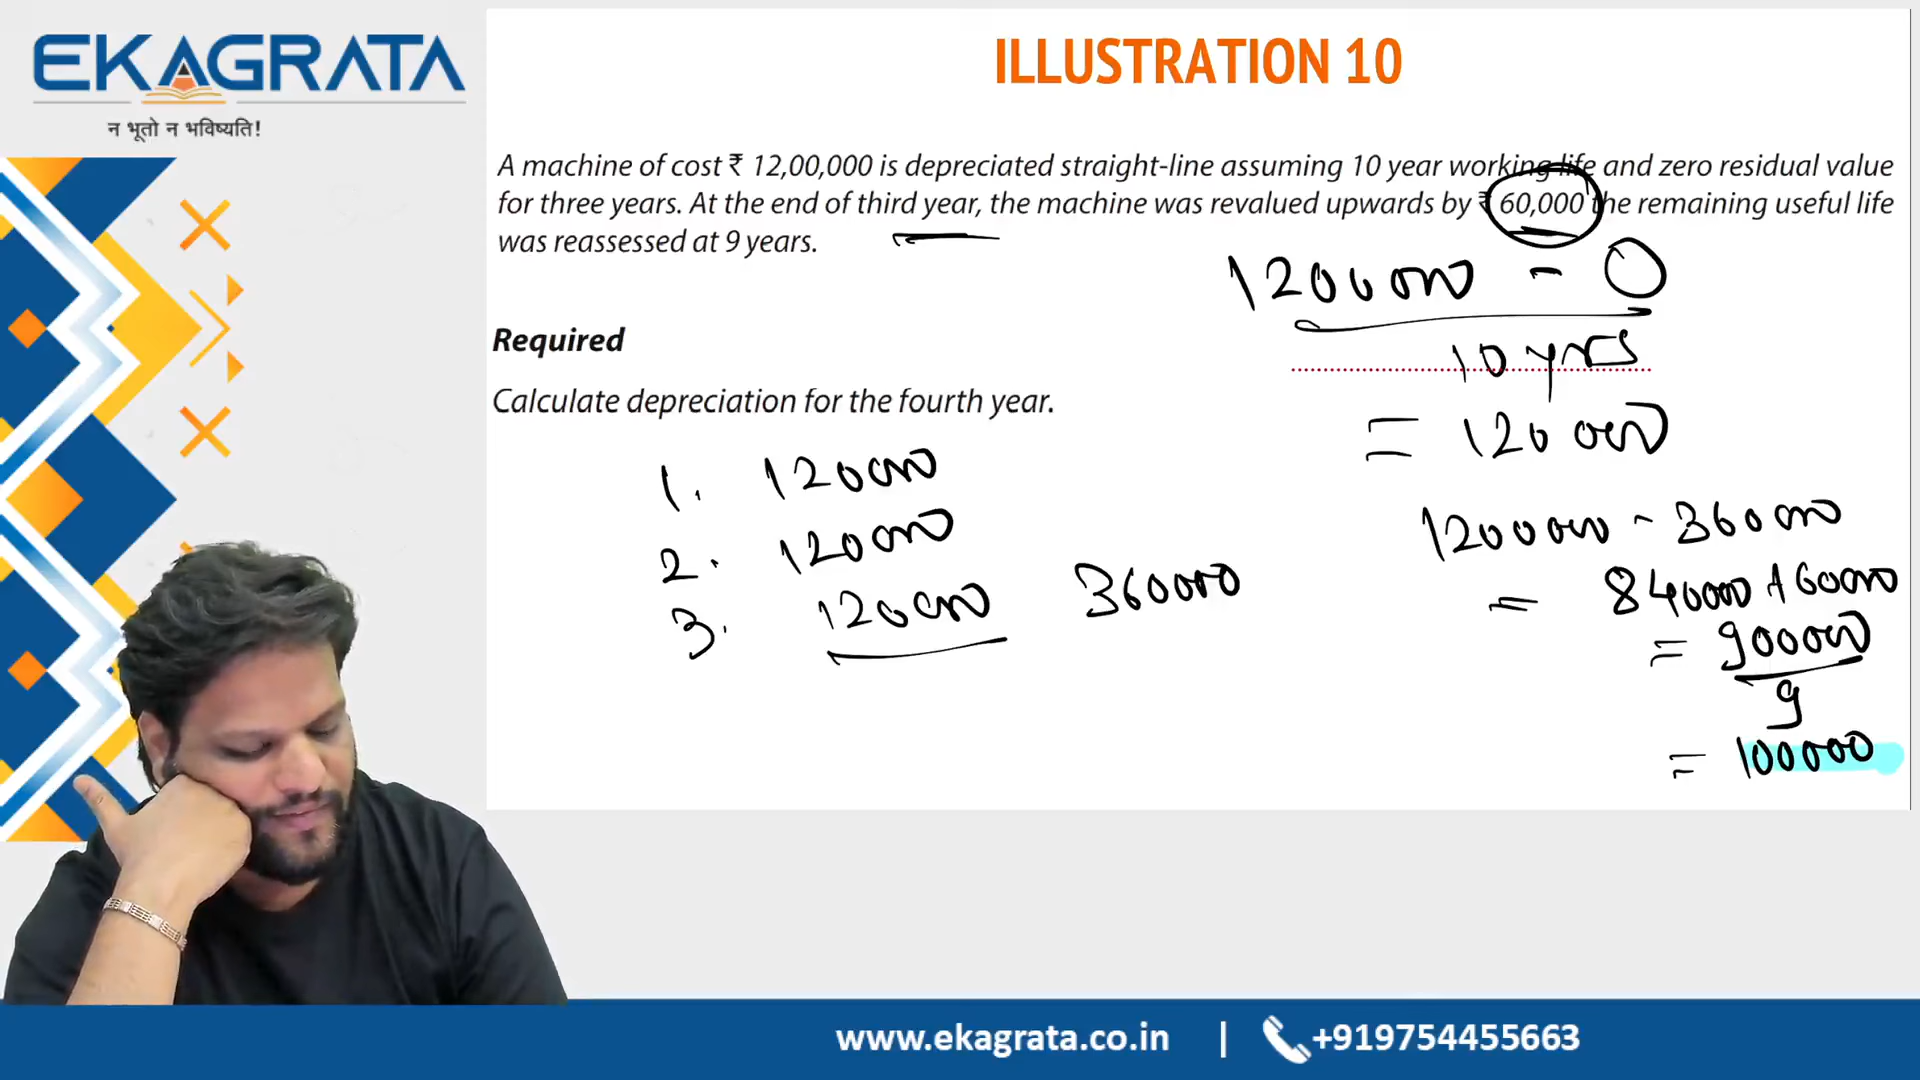 EKAGRATA
न भूतो न भविष्यति!
ILLUSTRATION 10
A machine of cost ₹ 12,00,000 is depreciated straight-line assuming 10 year working life and zero residual value
for three years. At the end of third year, the machine was revalued upwards by ₹ 60,000 the remaining useful life
was reassessed at 9 years.
1200000 - 0
10 yrs
= 120000
Required
Calculate depreciation for the fourth year.
1. 120000
2. 120000
3. 120000 360000
1200000 - 360000
= 840000 + 60000
= 900000
9
= 100000
www.ekagrata.co.in | +919754455663